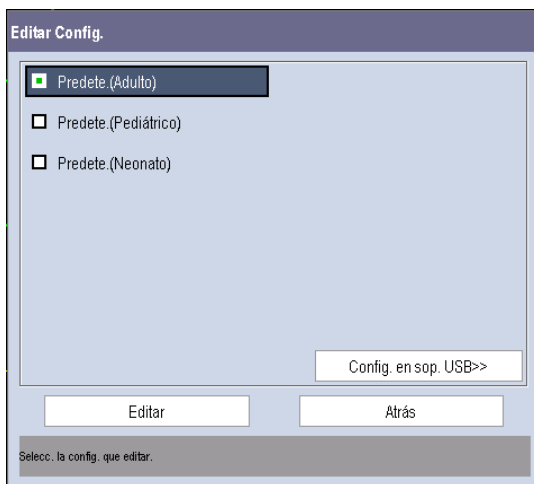 Editar Config.
Predete.(Adulto)
Predete.(Pediátrico)
Predete.(Neonato)
Config. en sop. USB>>
Editar
Atrás
Selecc. la config. que editar.